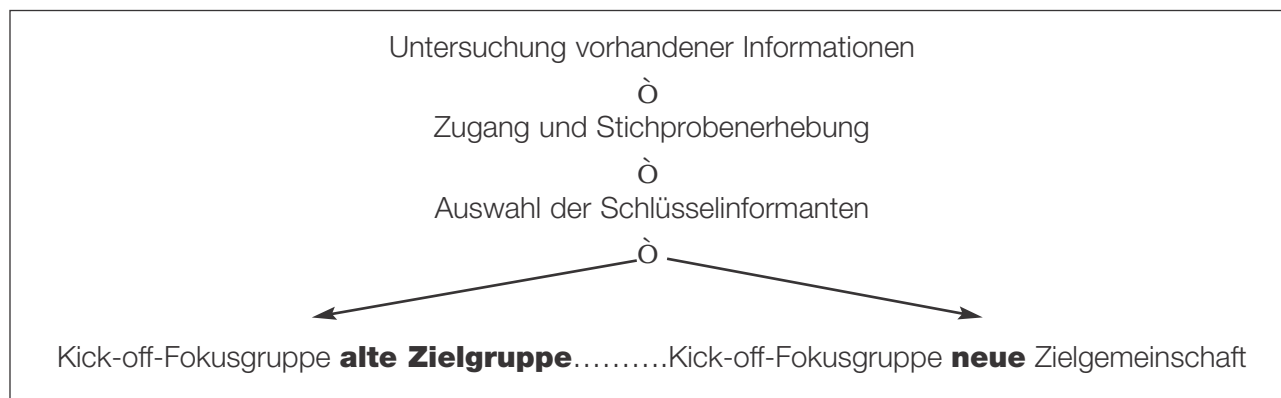 Untersuchung vorhandener Informationen
Ò
Zugang und Stichprobenerhebung
Ò
Auswahl der Schlüsselinformanten
Ò
Kick-off-Fokusgruppe alte Zielgruppe..........Kick-off-Fokusgruppe neue Zielgemeinschaft